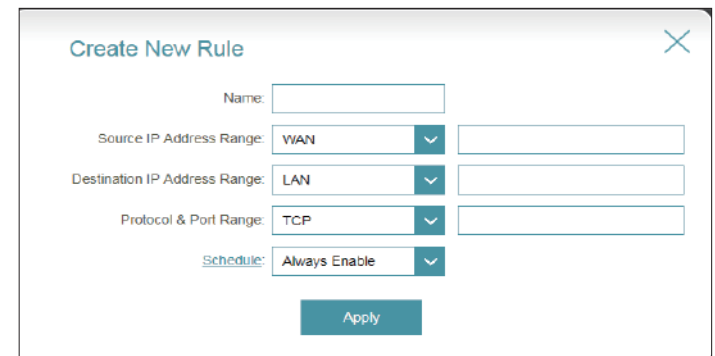 Create New Rule
Name:
Source IP Address Range: WAN
Destination IP Address Range: LAN
Protocol & Port Range: TCP
Schedule: Always Enable
Apply